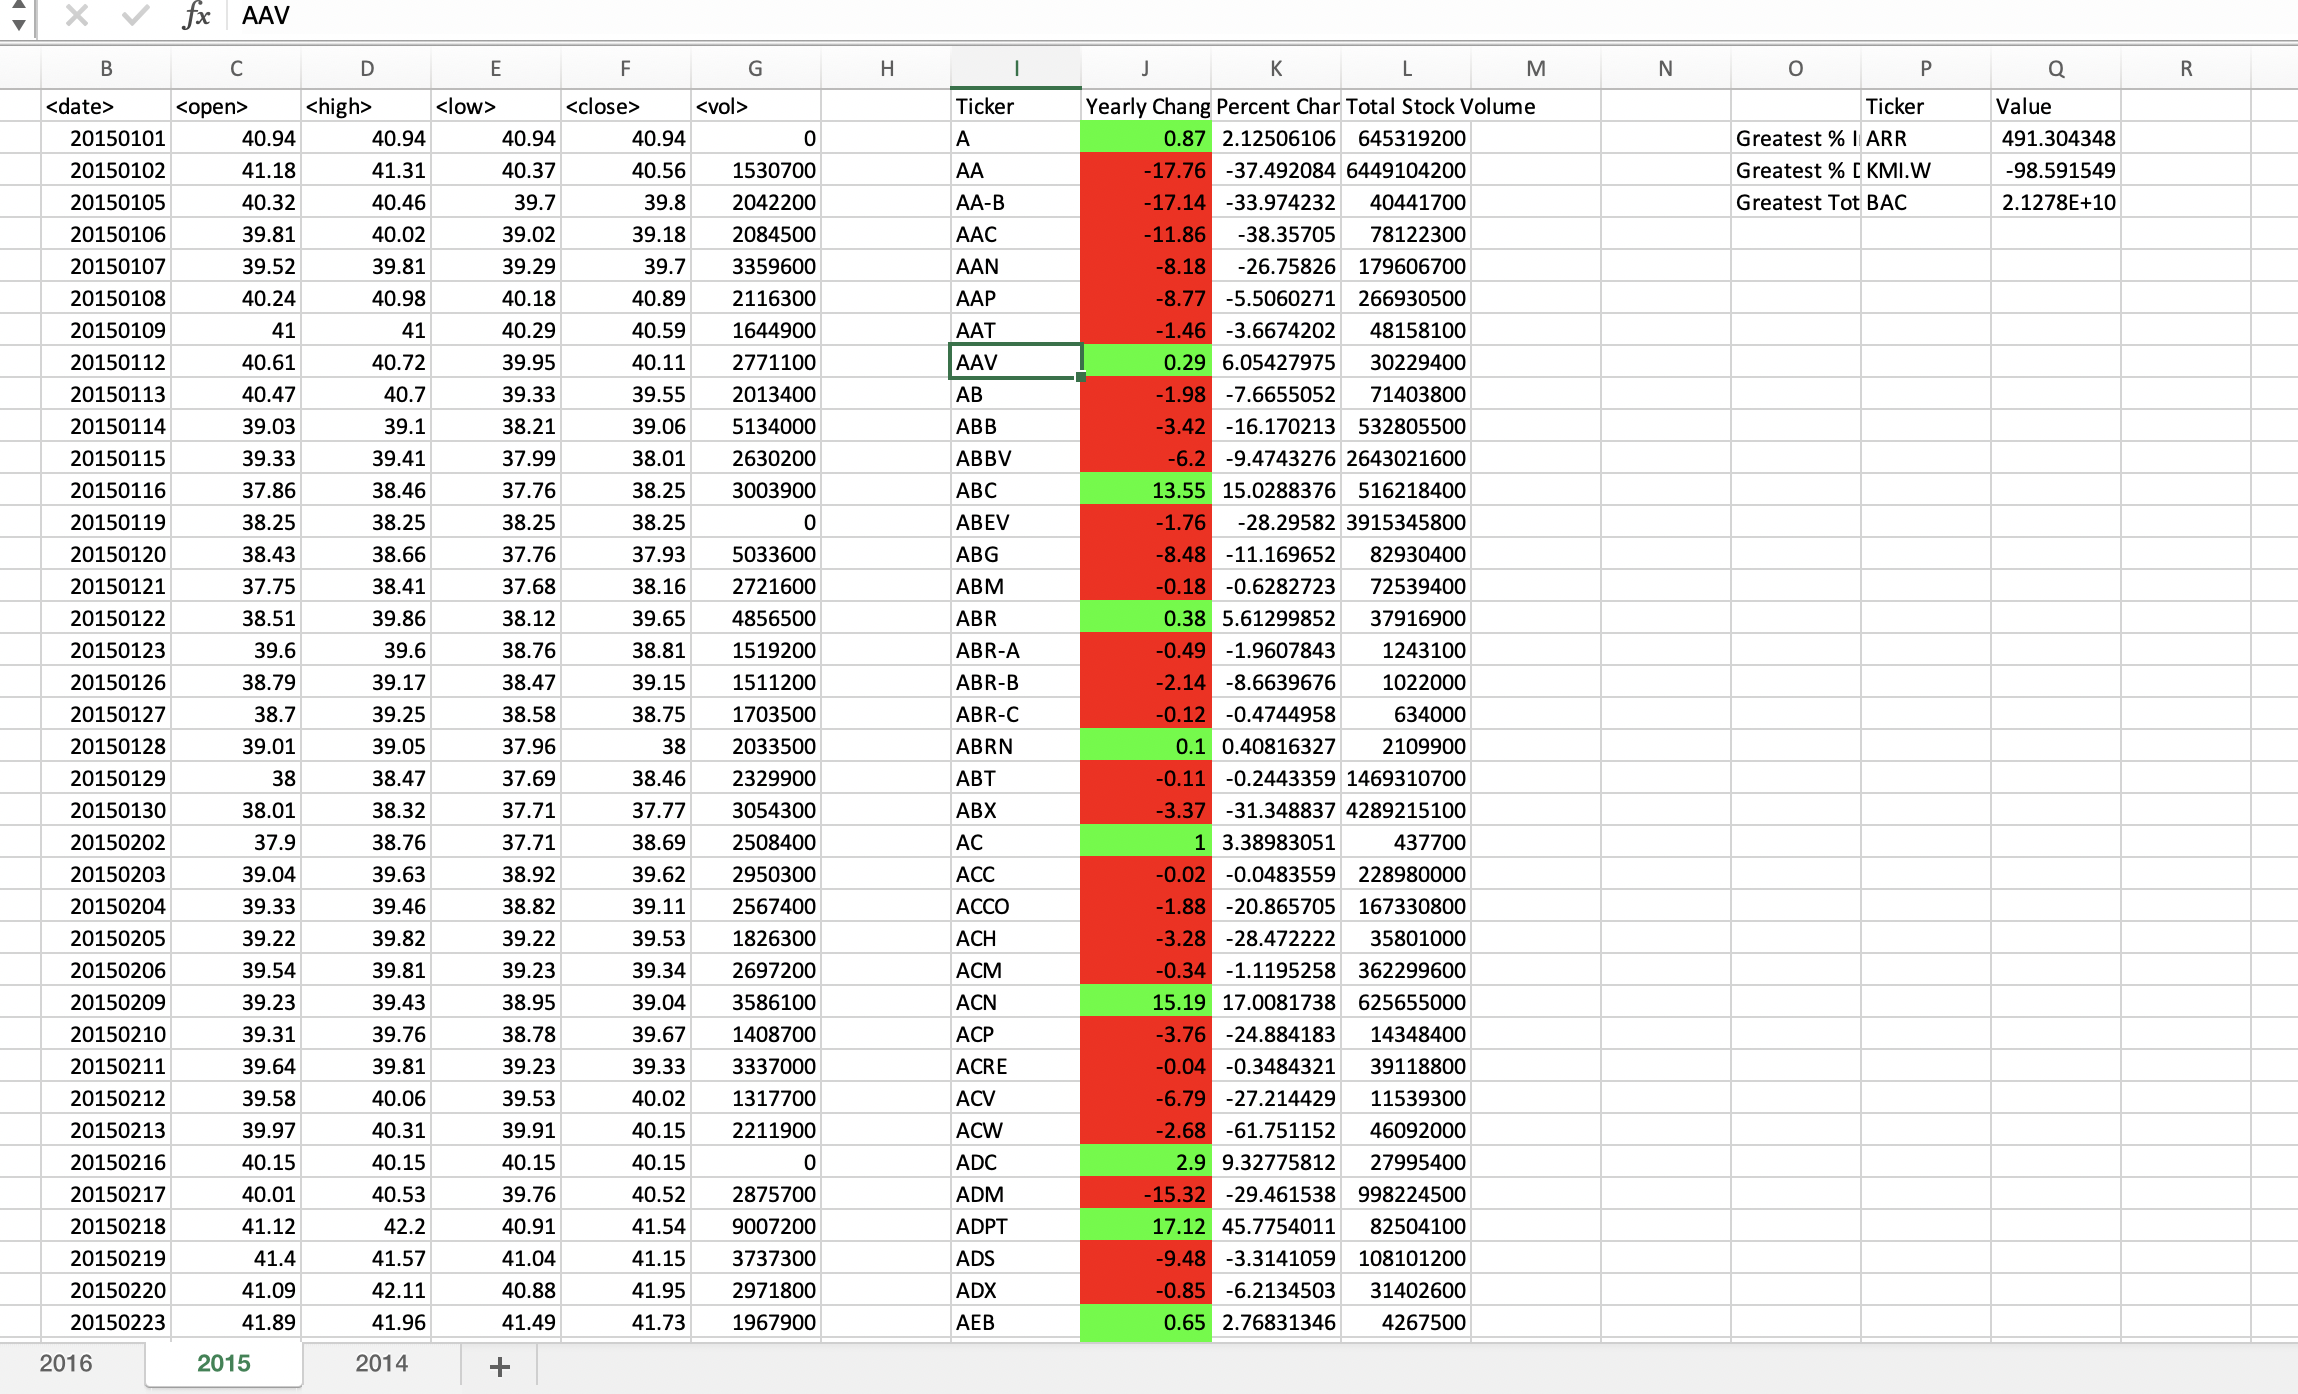 fx AAV
B C D E F G H I J K L M N O P Q R
<date> <open> <high> <low> <close> <vol> Ticker Yearly Chang Percent Char Total Stock Volume Ticker Value
20150101 40.94 40.94 40.94 40.94 0 A 0.87 2.12506106 645319200 Greatest % I ARR 491.304348
20150102 41.18 41.31 40.37 40.56 1530700 AA -17.76 -37.492084 6449104200 Greatest % D KMI.W -98.591549
20150105 40.32 40.46 39.7 39.8 2042200 AA-B -17.14 -33.974232 40441700 Greatest Tot BAC 2.1278E+10
20150106 39.81 40.02 39.02 39.18 2084500 AAC -11.86 -38.35705 78122300
20150107 39.52 39.81 39.29 39.7 3359600 AAN -8.18 -26.75826 179606700
20150108 40.24 40.98 40.18 40.89 2116300 AAP -8.77 -5.5060271 266930500
20150109 41 41 40.29 40.59 1644900 AAT -1.46 -3.6674202 48158100
20150112 40.61 40.72 39.95 40.11 2771100 AAV 0.29 6.05427975 30229400
20150113 40.47 40.7 39.33 39.55 2013400 AB -1.98 -7.6655052 71403800
20150114 39.03 39.1 38.21 39.06 5134000 ABB -3.42 -16.170213 532805500
20150115 39.33 39.41 37.99 38.01 2630200 ABBV -6.2 -9.4743276 2643021600
20150116 37.86 38.46 37.76 38.25 3003900 ABC 13.55 15.0288376 516218400
20150119 38.25 38.25 38.25 38.25 0 ABEV -1.76 -28.29582 3915345800
20150120 38.43 38.66 37.76 37.93 5033600 ABG -8.48 -11.169652 82930400
20150121 37.75 38.41 37.68 38.16 2721600 ABM -0.18 -0.6282723 72539400
20150122 38.51 39.86 38.12 39.65 4856500 ABR 0.38 5.61299852 37916900
20150123 39.6 39.6 38.76 38.81 1519200 ABR-A -0.49 -1.9607843 1243100
20150126 38.79 39.17 38.47 39.15 1511200 ABR-B -2.14 -8.6639676 1022000
20150127 38.7 39.25 38.58 38.75 1703500 ABR-C -0.12 -0.4744958 634000
20150128 39.01 39.05 37.96 38 2033500 ABRN 0.1 0.40816327 2109900
20150129 38 38.47 37.69 38.46 2329900 ABT -0.11 -0.2443359 1469310700
20150130 38.01 38.32 37.71 37.77 3054300 ABX -3.37 -31.348837 4289215100
20150202 37.9 38.76 37.71 38.69 2508400 AC 1 3.38983051 437700
20150203 39.04 39.63 38.92 39.62 2950300 ACC -0.02 -0.0483559 228980000
20150204 39.33 39.46 38.82 39.11 2567400 ACCO -1.88 -20.865705 167330800
20150205 39.22 39.82 39.22 39.53 1826300 ACH -3.28 -28.472222 35801000
20150206 39.54 39.81 39.23 39.34 2697200 ACM -0.34 -1.1195258 362299600
20150209 39.23 39.43 38.95 39.04 3586100 ACN 15.19 17.0081738 625655000
20150210 39.31 39.76 38.78 39.67 1408700 ACP -3.76 -24.884183 14348400
20150211 39.64 39.81 39.23 39.33 3337000 ACRE -0.04 -0.3484321 39118800
20150212 39.58 40.06 39.53 40.02 1317700 ACV -6.79 -27.214429 11539300
20150213 39.97 40.31 39.91 40.15 2211900 ACW -2.68 -61.751152 46092000
20150216 40.15 40.15 40.15 40.15 0 ADC 2.9 9.32775812 27995400
20150217 40.01 40.53 39.76 40.52 2875700 ADM -15.32 -29.461538 998224500
20150218 41.12 42.2 40.91 41.54 9007200 ADPT 17.12 45.7754011 82504100
20150219 41.4 41.57 41.04 41.15 3737300 ADS -9.48 -3.3141059 108101200
20150220 41.09 42.11 40.88 41.95 2971800 ADX -0.85 -6.2134503 31402600
20150223 41.89 41.96 41.49 41.73 1967900 AEB 0.65 2.76831346 4267500
2016 2015 2014 +